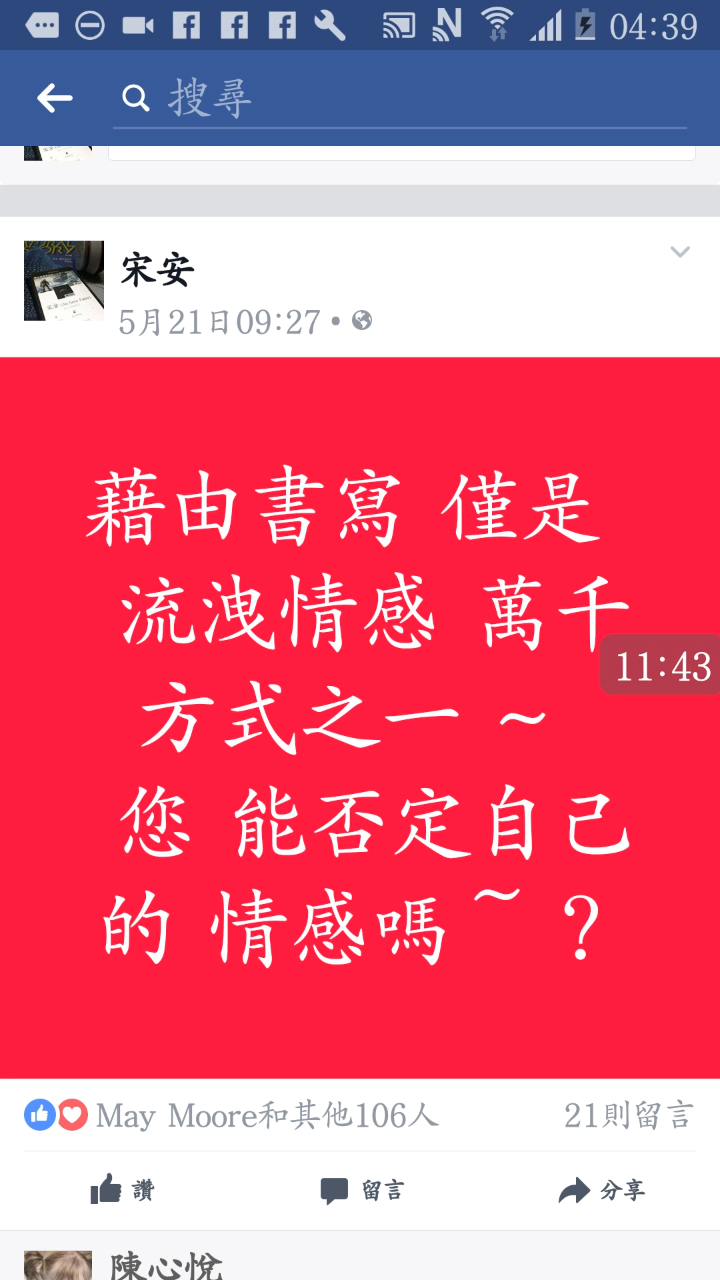 04:39
搜尋
宋安
5月21日09:27
藉由書寫 僅是
流洩情感 萬千
11:43
方式之一 ~
您 能否定自己
的 情感嗎 ~ ?
May Moore和其他106人
21則留言
讚
留言
分享
陳心悅